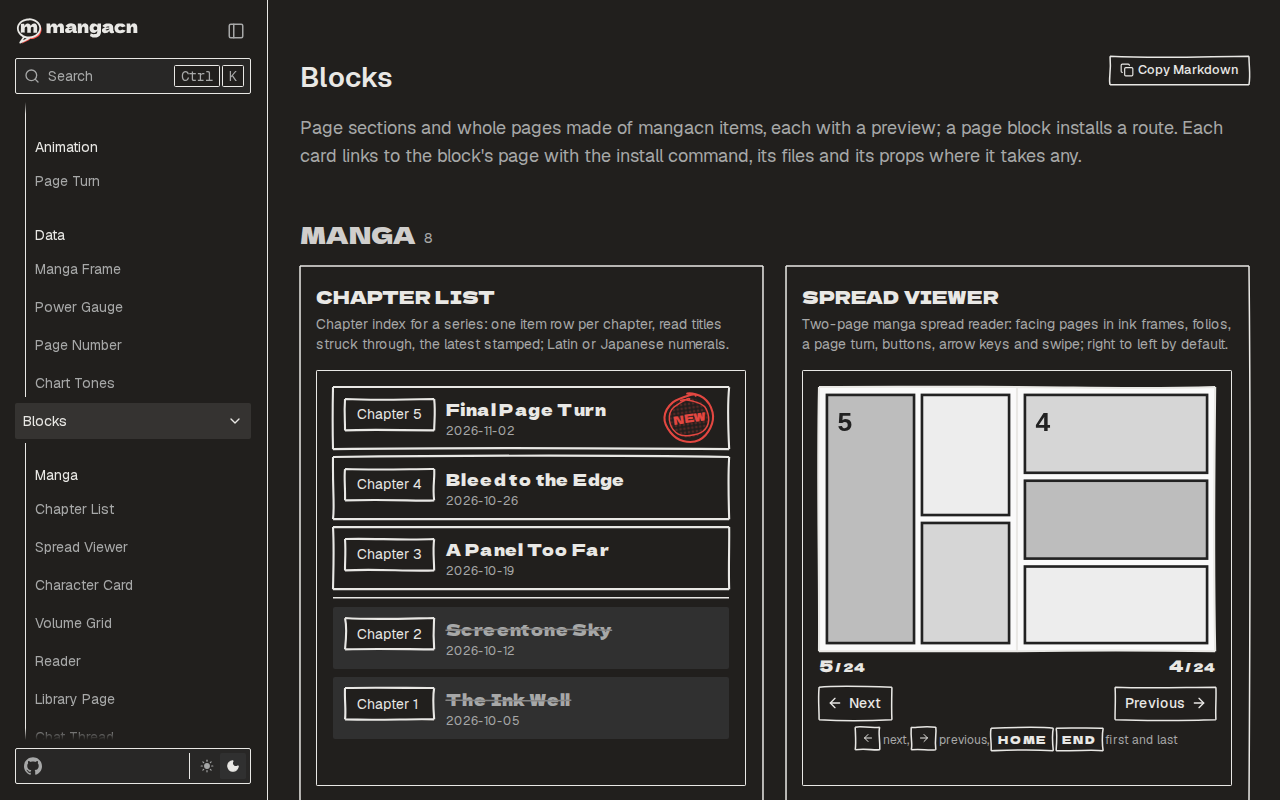 mangacn
Search Ctrl K
Animation
Page Turn
Data
Manga Frame
Power Gauge
Page Number
Chart Tones
Blocks
Manga
Chapter List
Spread Viewer
Character Card
Volume Grid
Reader
Library Page
Chat Thread
Blocks
Copy Markdown
Page sections and whole pages made of mangacn items, each with a preview; a page block installs a route. Each
card links to the block's page with the install command, its files and its props where it takes any.
MANGA 8
CHAPTER LIST
Chapter index for a series: one item row per chapter, read titles
struck through, the latest stamped; Latin or Japanese numerals.
Chapter 5 Final Page Turn
2026-11-02
NEW
Chapter 4 Bleed to the Edge
2026-10-26
Chapter 3 A Panel Too Far
2026-10-19
Chapter 2 Screentone Sky
2026-10-12
Chapter 1 The Ink Well
2026-10-05
SPREAD VIEWER
Two-page manga spread reader: facing pages in ink frames, folios,
a page turn, buttons, arrow keys and swipe; right to left by default.
5 4
5/24 4/24
← Next Previous →
← next, → previous, HOME END first and last